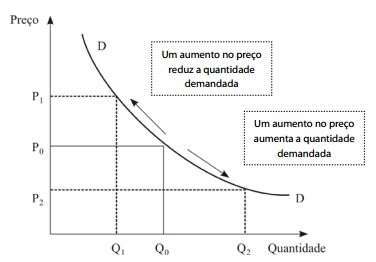 Preço
D
Um aumento no preço
reduz a quantidade
demandada
P1
Um aumento no preço
aumenta a quantidade
demandada
P0
P2
D
Q1 Q0 Q2 Quantidade